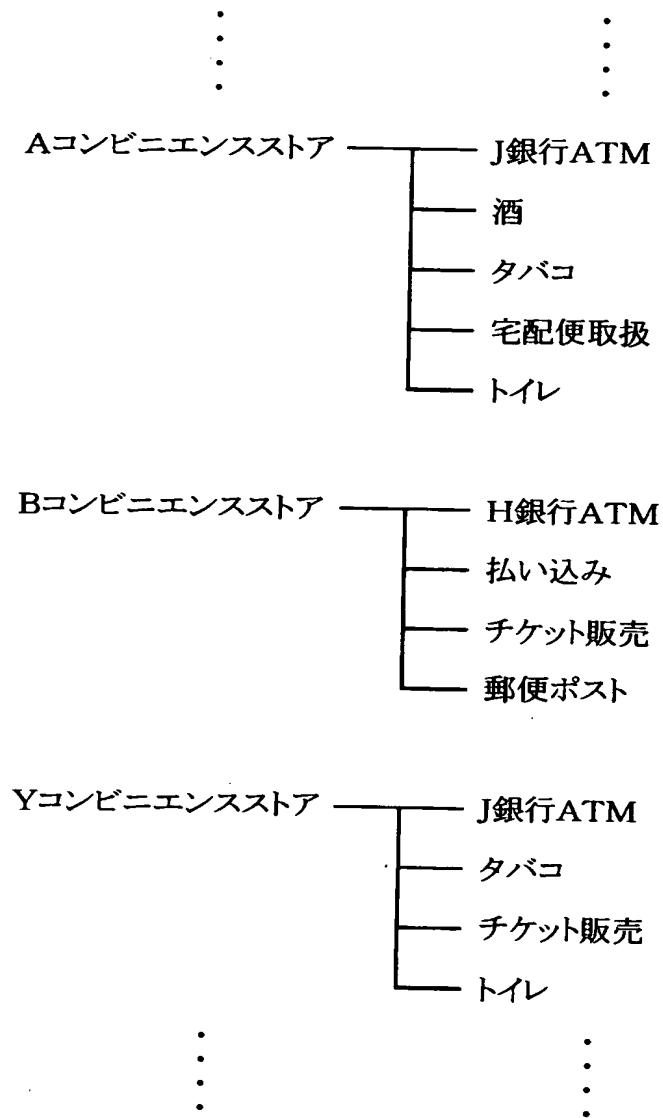 Aコンビニエンスストア J銀行ATM
酒
タバコ
宅配便取扱
トイレ
Bコンビニエンスストア H銀行ATM
払い込み
チケット販売
郵便ポスト
Yコンビニエンスストア J銀行ATM
タバコ
チケット販売
トイレ